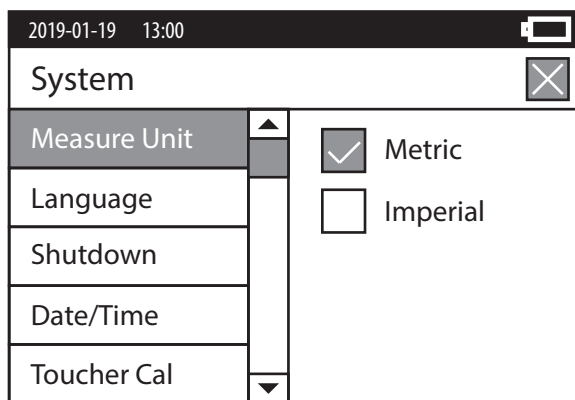 2019-01-19 13:00
System
Measure Unit
Language
Shutdown
Date/Time
Toucher Cal
Metric
Imperial